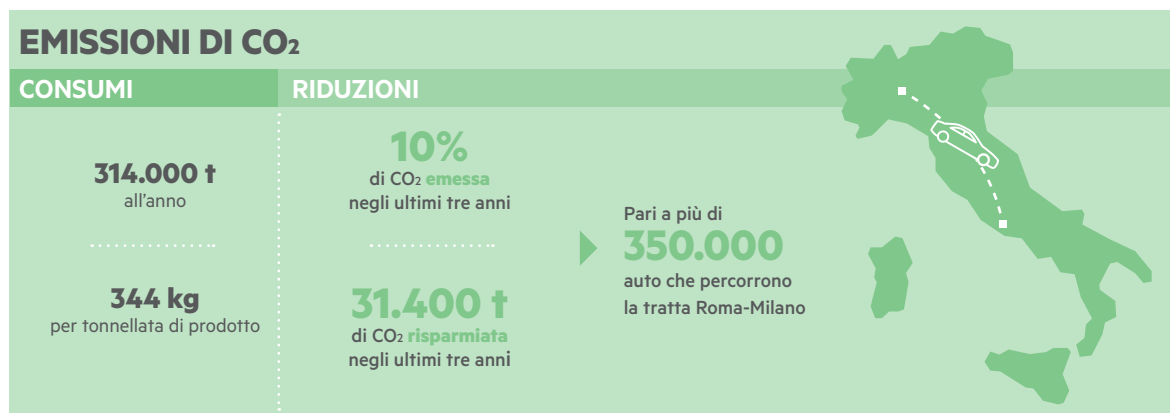 EMISSIONI DI CO₂
CONSUMI
RIDUZIONI
314.000 t
all'anno
344 kg
per tonnellata di prodotto
10%
di CO₂ emessa
negli ultimi tre anni
31.400 t
di CO₂ risparmiata
negli ultimi tre anni
Pari a più di
350.000
auto che percorrono
la tratta Roma-Milano